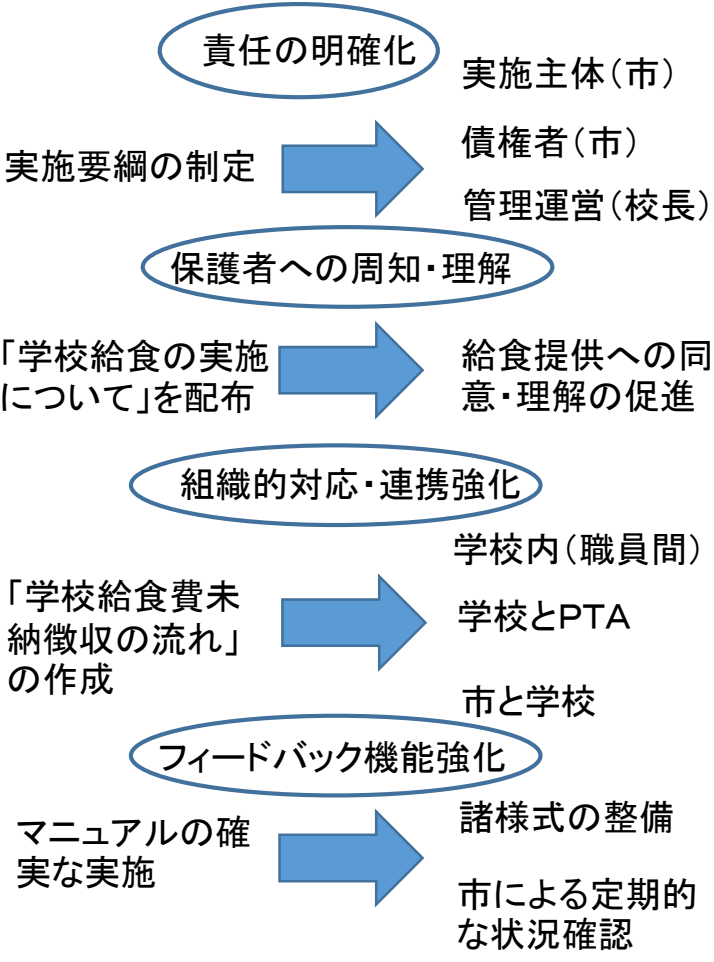 責任の明確化
実施要綱の制定
実施主体（市）
債権者（市）
管理運営（校長）
保護者への周知・理解
「学校給食の実施
について」を配布
給食提供への同
意・理解の促進
組織的対応・連携強化
「学校給食費未
納徴収の流れ」
の作成
学校内（職員間）
学校とＰＴＡ
市と学校
フィードバック機能強化
マニュアルの確
実な実施
諸様式の整備
市による定期的
な状況確認